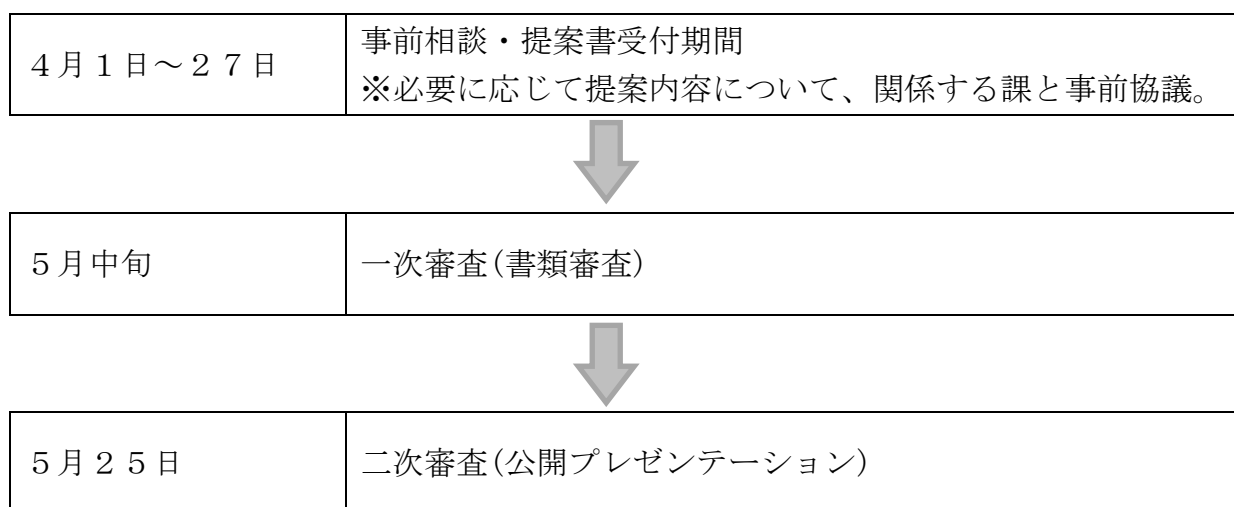 ４月１日～２７日
事前相談・提案書受付期間
※必要に応じて提案内容について、関係する課と事前協議。
５月中旬
一次審査(書類審査)
５月２５日
二次審査(公開プレゼンテーション)